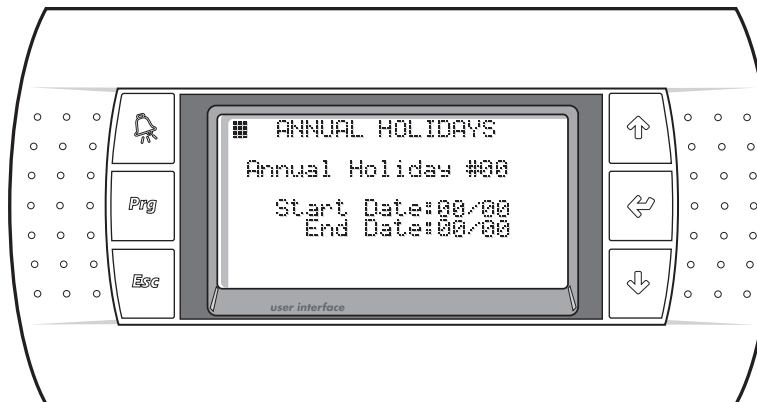 ANNUAL HOLIDAYS
Annual Holiday #00
Start Date:00/00
End Date:00/00
Prg
Esc
user interface